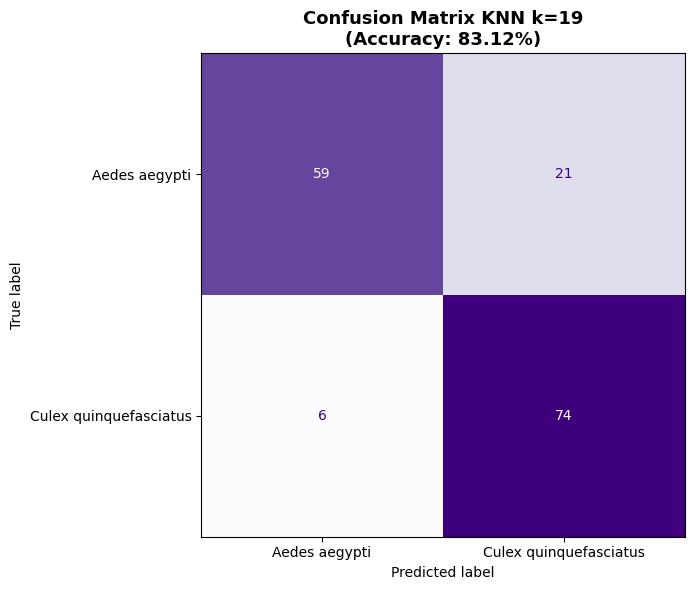 Confusion Matrix KNN k=19
(Accuracy: 83.12%)
True label
Aedes aegypti
59
21
Culex quinquefasciatus
6
74
Aedes aegypti
Culex quinquefasciatus
Predicted label